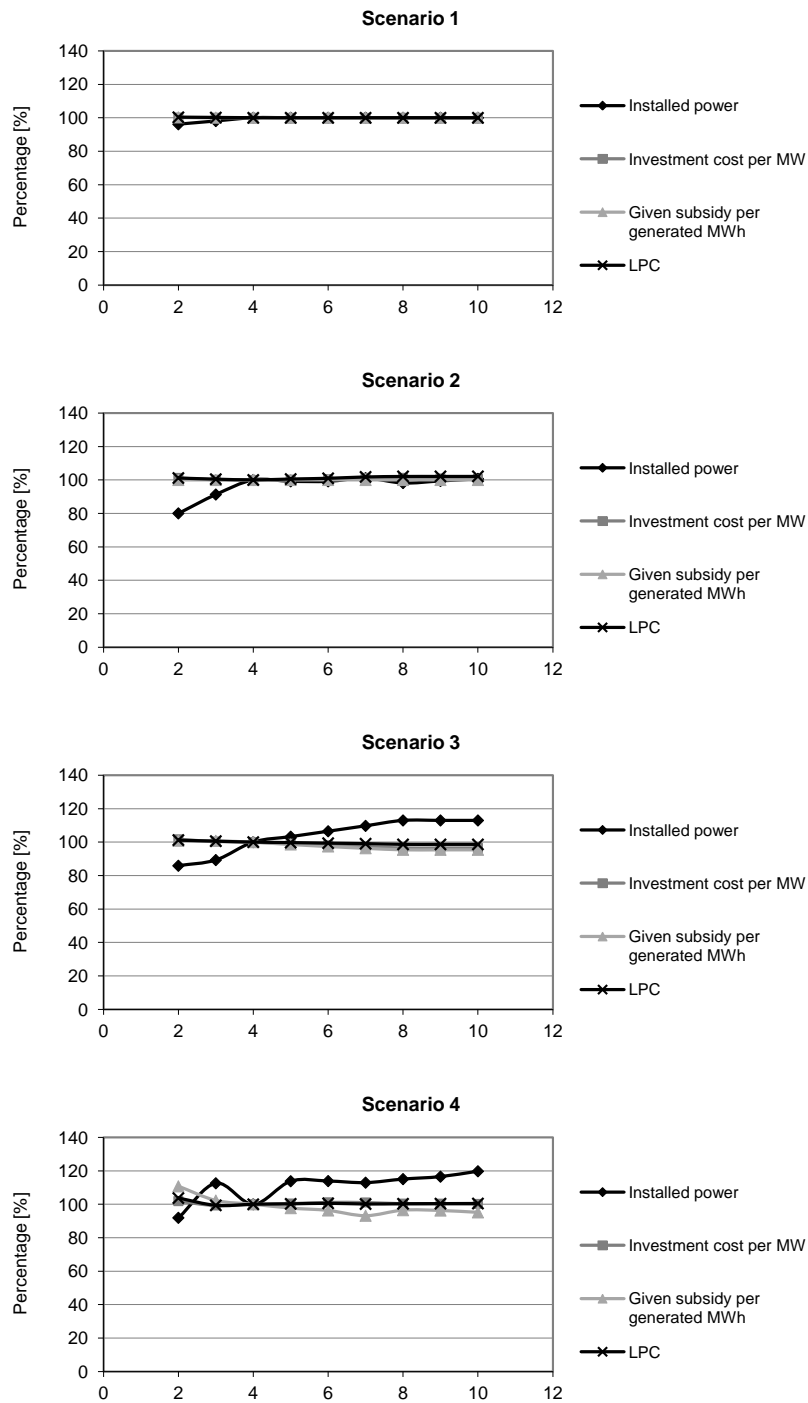 Scenario 1
Percentage [%]
140
120
100
80
60
40
20
0
0 2 4 6 8 10 12
Installed power
Investment cost per MW
Given subsidy per
generated MWh
LPC
Scenario 2
Percentage [%]
140
120
100
80
60
40
20
0
0 2 4 6 8 10 12
Installed power
Investment cost per MW
Given subsidy per
generated MWh
LPC
Scenario 3
Percentage [%]
140
120
100
80
60
40
20
0
0 2 4 6 8 10 12
Installed power
Investment cost per MW
Given subsidy per
generated MWh
LPC
Scenario 4
Percentage [%]
140
120
100
80
60
40
20
0
0 2 4 6 8 10 12
Installed power
Investment cost per MW
Given subsidy per
generated MWh
LPC